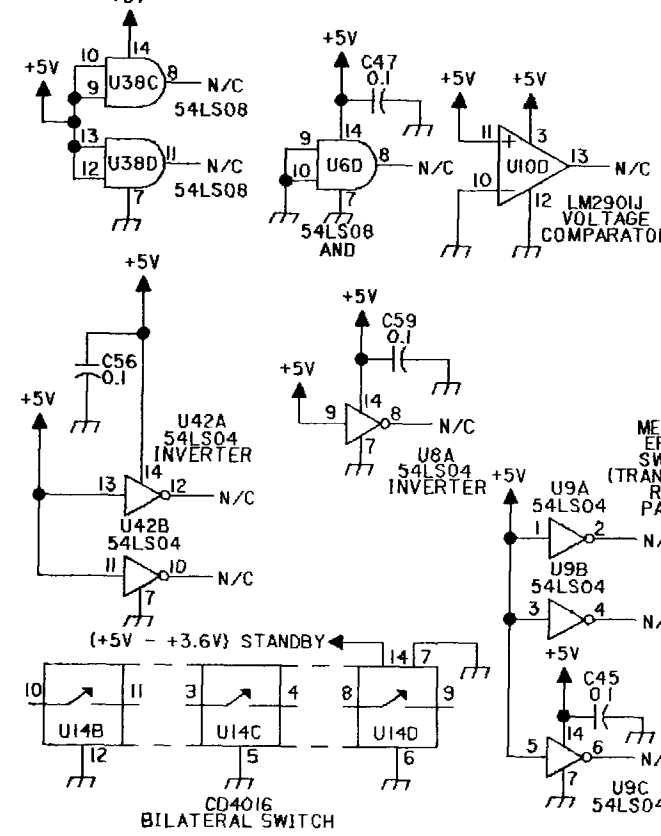 +5V
10 14 8
+5V U38C N/C
9
54LS08
13 11
U38D N/C
12
7 54LS08
+5V
C47
0.1
14
9 8
U6D N/C
10
7
54LS08
AND
+5V +5V
11 3
+ 13
U10D N/C
10 -
12
LM2901J
VOLTAGE
COMPARATOR
+5V
C56
0.1
+5V
U42A
54LS04
INVERTER
14
13 12 N/C
U42B
54LS04
11 10 N/C
7
+5V
C59
0.1
+5V
14
9 8 N/C
7
U8A
54LS04
INVERTER
+5V
U9A
54LS04
1 2 N/
U9B
54LS04
3 4 N/
+5V
C45
0.1
14
5 6 N/
7
U9C
54LS04
(+5V - +3.6V) STANDBY
14 7
10 11 3 4 8 9
U14B U14C U14D
12 5 6
CD4016
BILATERAL SWITCH